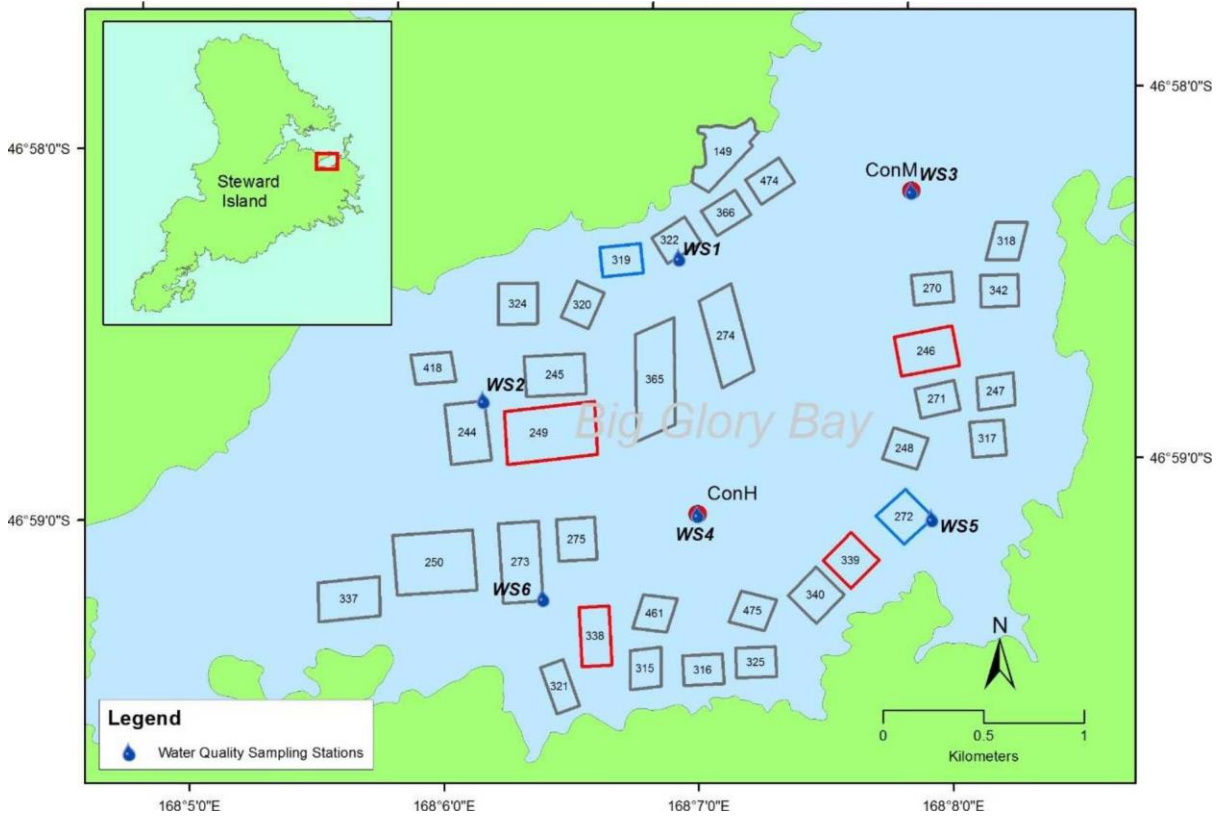 46°58'0"S
46°58'0"S
Steward
Island
149
474
ConM WS3
366
322
WS1
319
318
270
342
324
320
274
246
418
245
365
WS2
271
247
Big Glory Bay
244
249
248
317
46°59'0"S
46°59'0"S
ConH
WS4
272
WS5
275
250
273
339
WS6
337
340
461
475
338
N
315
316
325
321
Legend
Water Quality Sampling Stations
0 0.5 1
Kilometers
168°5'0"E 168°6'0"E 168°7'0"E 168°8'0"E